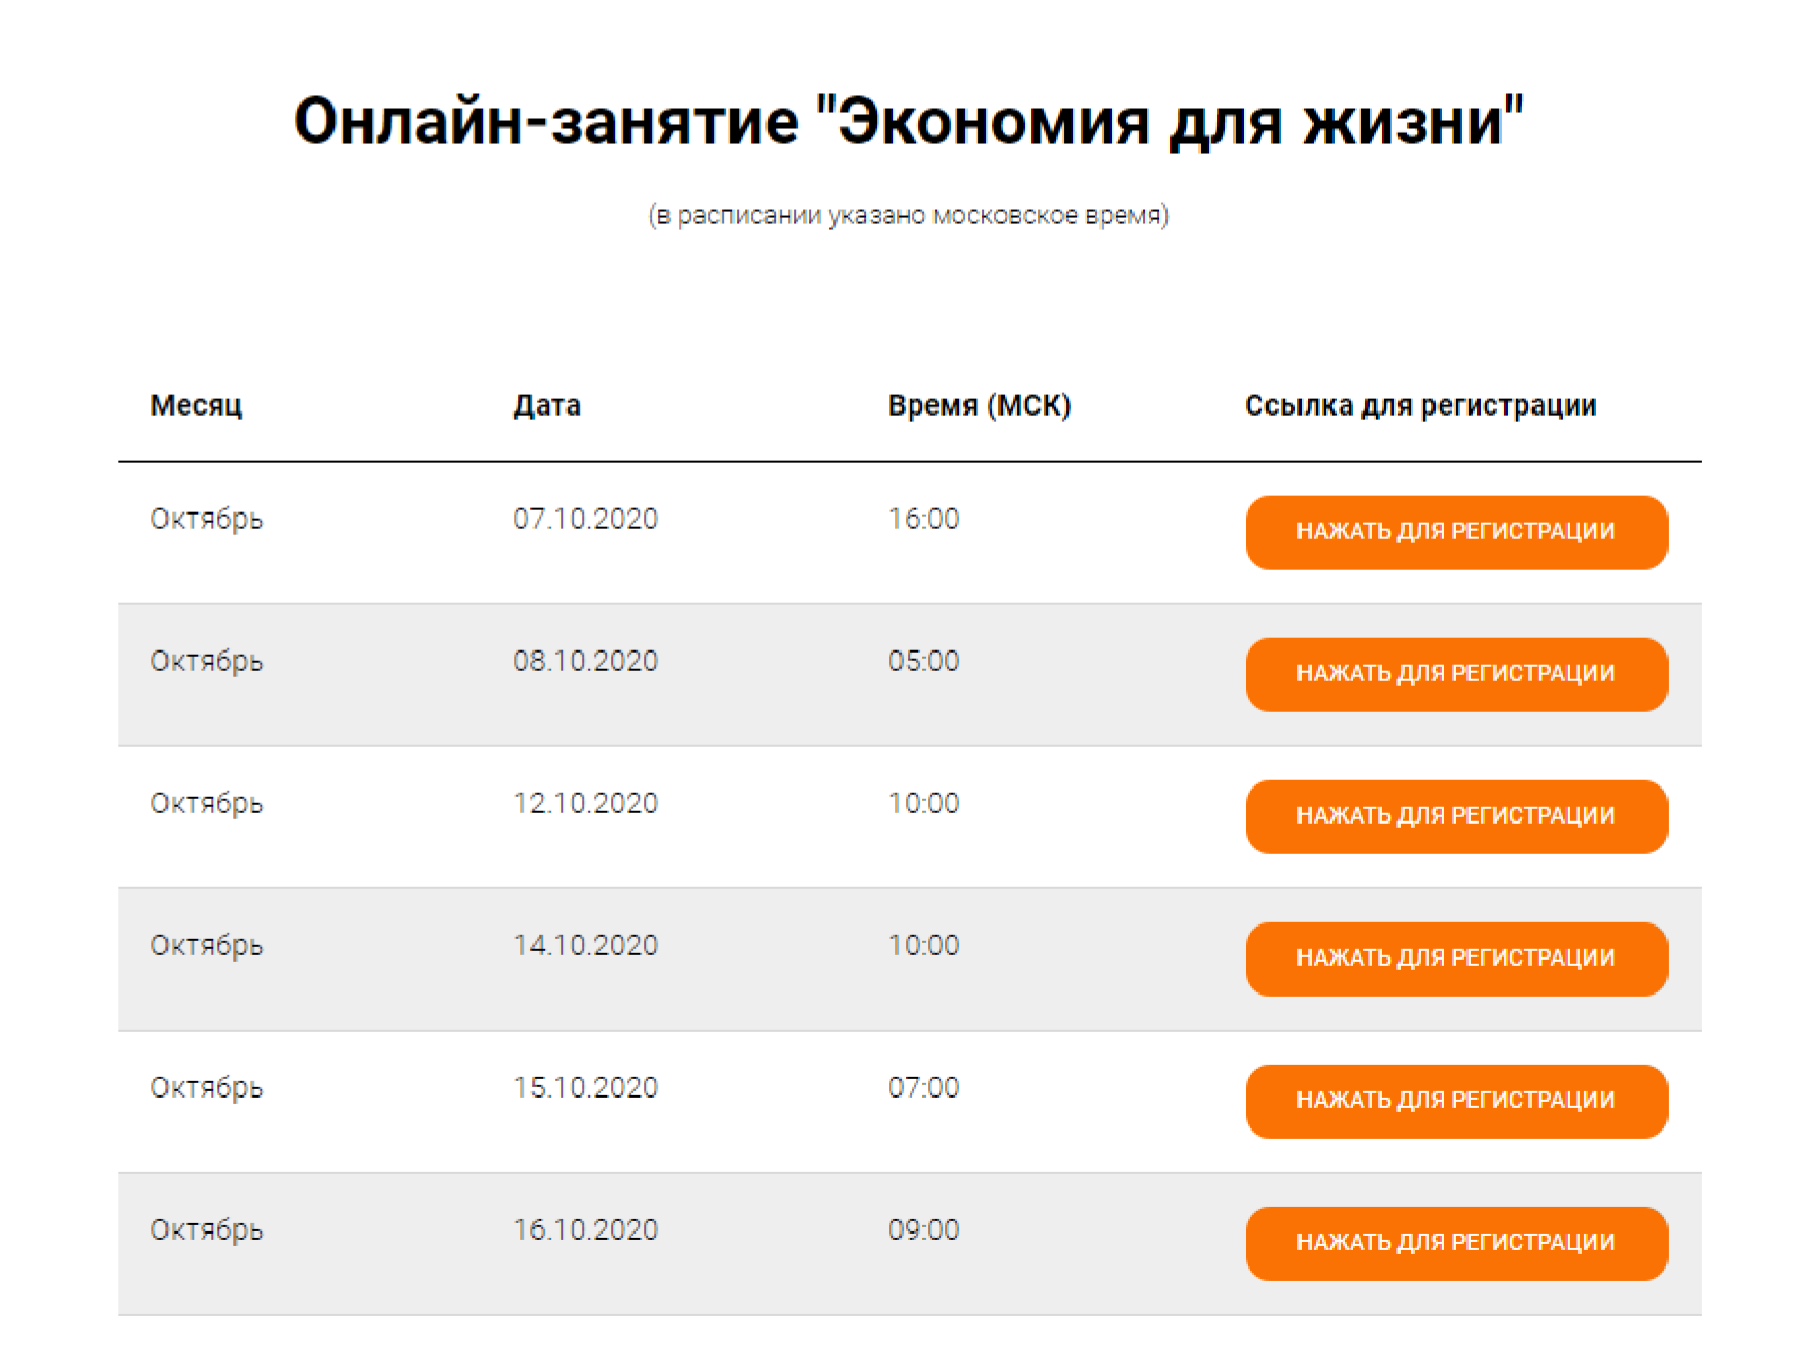 Онлайн-занятие "Экономия для жизни"
(в расписании указано московское время)
Месяц Дата Время (МСК) Ссылка для регистрации
Октябрь 07.10.2020 16:00 НАЖАТЬ ДЛЯ РЕГИСТРАЦИИ
Октябрь 08.10.2020 05:00 НАЖАТЬ ДЛЯ РЕГИСТРАЦИИ
Октябрь 12.10.2020 10:00 НАЖАТЬ ДЛЯ РЕГИСТРАЦИИ
Октябрь 14.10.2020 10:00 НАЖАТЬ ДЛЯ РЕГИСТРАЦИИ
Октябрь 15.10.2020 07:00 НАЖАТЬ ДЛЯ РЕГИСТРАЦИИ
Октябрь 16.10.2020 09:00 НАЖАТЬ ДЛЯ РЕГИСТРАЦИИ